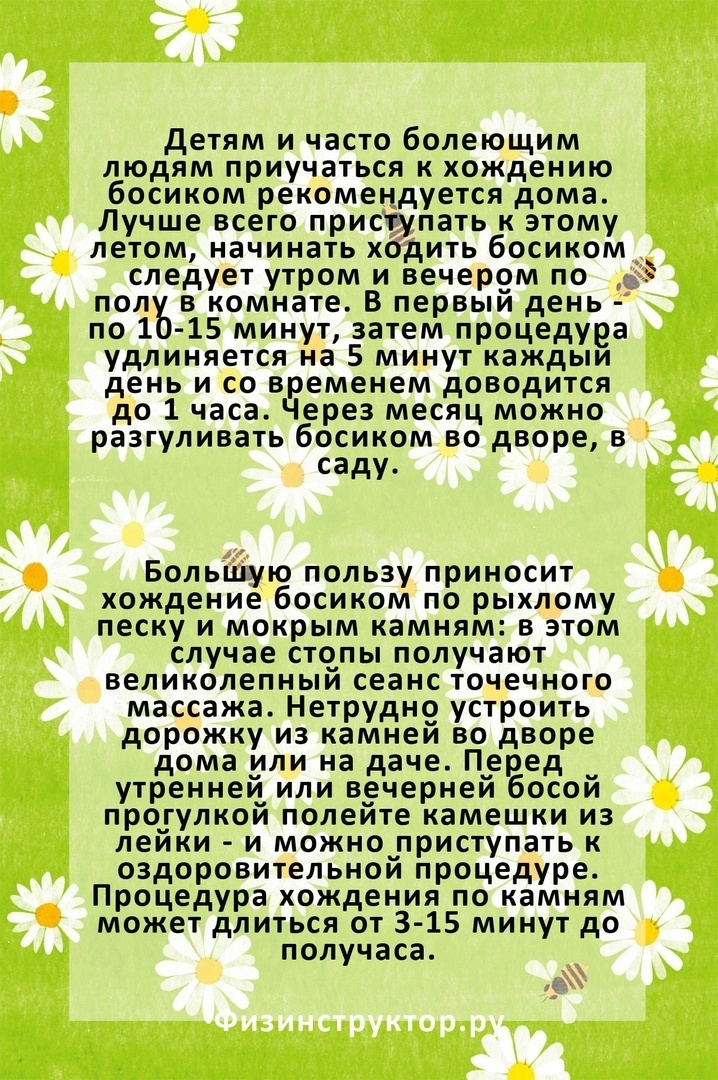 Детям и часто болеющим
людям приучаться к хождению
босиком рекомендуется дома.
Лучше всего приступать к этому
летом, начинать ходить босиком
следует утром и вечером по
полу в комнате. В первый день -
по 10-15 минут, затем процедура
удлиняется на 5 минут каждый
день и со временем доводится
до 1 часа. Через месяц можно
разгуливать босиком во дворе, в
саду.
Большую пользу приносит
хождение босиком по рыхлому
песку и мокрым камням: в этом
случае стопы получают
великолепный сеанс точечного
массажа. Нетрудно устроить
дорожку из камней во дворе
дома или на даче. Перед
утренней или вечерней босой
прогулкой полейте камешки из
лейки - и можно приступать к
оздоровительной процедуре.
Процедура хождения по камням
может длиться от 3-15 минут до
получаса.
Физинструктор.ру